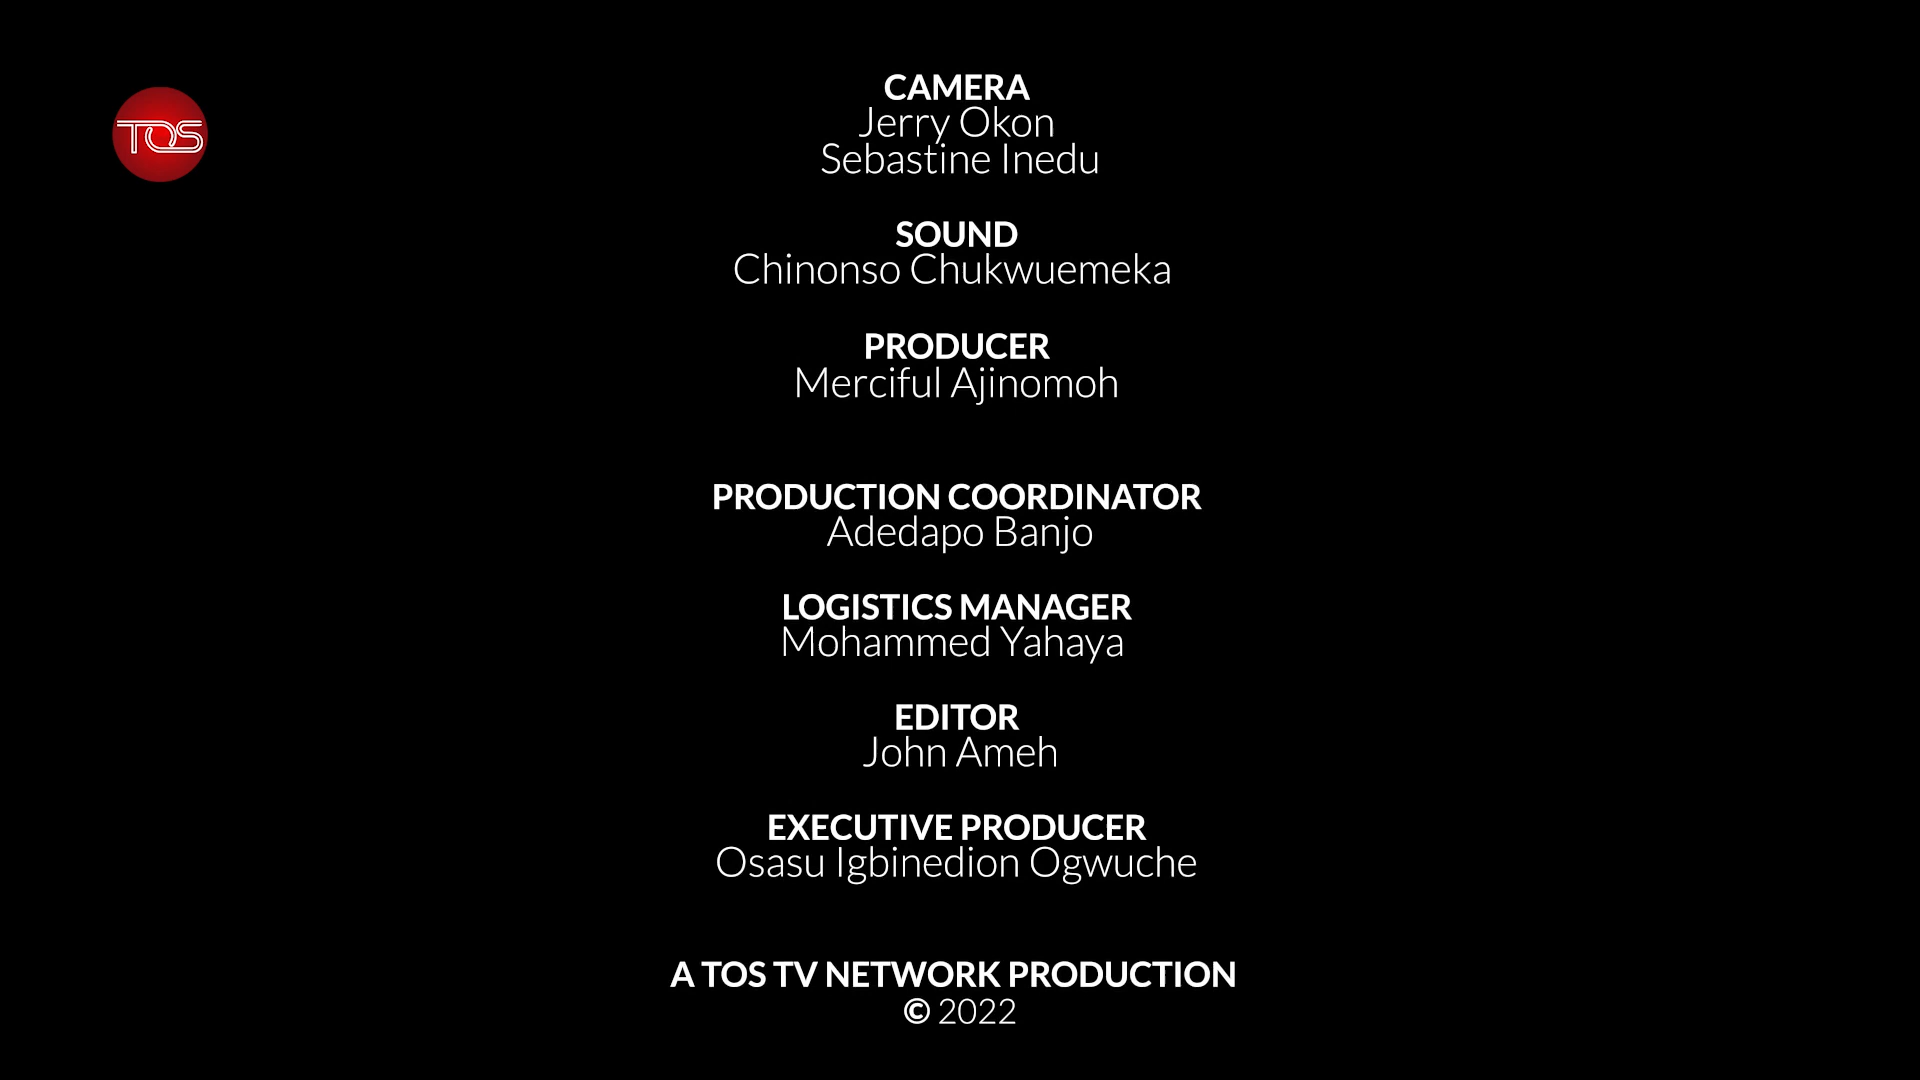 TOS
CAMERA
Jerry Okon
Sebastine Inedu
SOUND
Chinonso Chukwuemeka
PRODUCER
Merciful Ajinomoh
PRODUCTION COORDINATOR
Adedapo Banjo
LOGISTICS MANAGER
Mohammed Yahaya
EDITOR
John Ameh
EXECUTIVE PRODUCER
Osasu Igbinedion Ogwuche
A TOS TV NETWORK PRODUCTION
© 2022